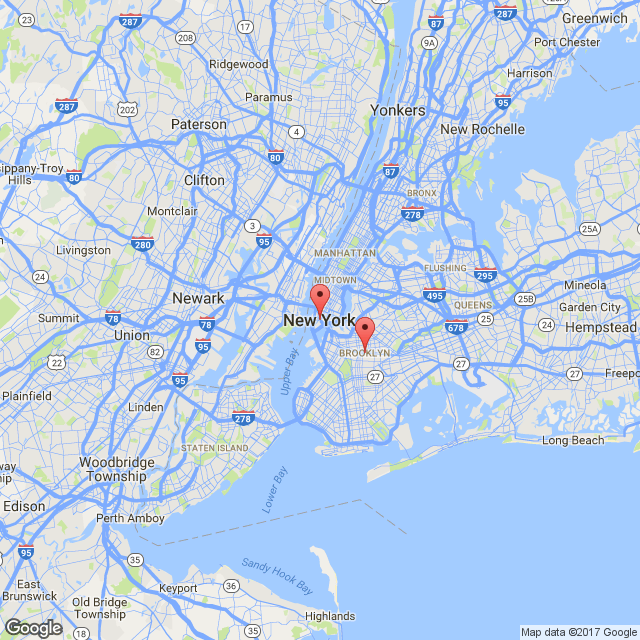 23
287
Greenwich
Port Chester
208
17
87
9A
Ridgewood
Harrison
287
202
Paramus
95
Yonkers
Paterson
4
New Rochelle
80
sippany-Troy
Hills
80
Clifton
87
BRONX
Montclair
278
3
25A
Livingston
280
95
MANHATTAN
FLUSHING
295
24
MIDTOWN
Mineola
Newark
495
QUEENS
25B
Garden City
Summit
78
78
New York
678
25
24
Hempstead
Union
95
82
BROOKLYN
22
Upper Bay
27
27
27
Freepo
Plainfield
95
Linden
278
Long Beach
STATEN ISLAND
way
ship
Woodbridge
Township
Lower Bay
Edison
Perth Amboy
95
35
Sandy Hook Bay
East
Brunswick
Keyport
36
35
Old Bridge
Township
Highlands
18
Google
Map data ©2017 Google